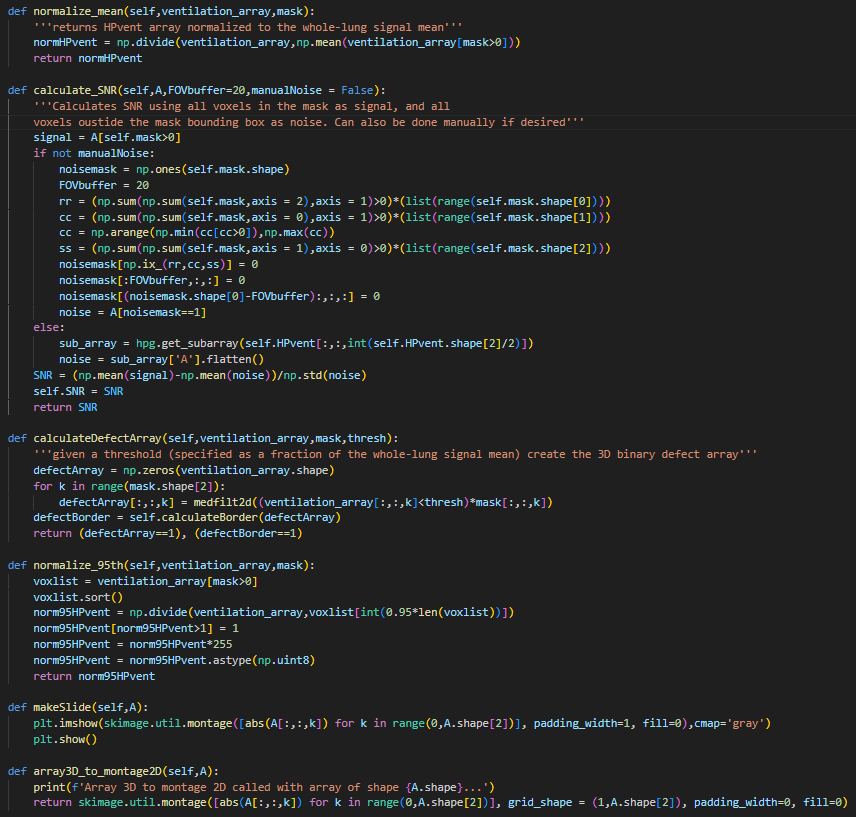 def normalize_mean(self,ventilation_array,mask):
    '''returns HPvent array normalized to the whole-lung signal mean'''
    normHPvent = np.divide(ventilation_array,np.mean(ventilation_array[mask>0]))
    return normHPvent

def calculate_SNR(self,A,FOVbuffer=20,manualNoise = False):
    '''Calculates SNR using all voxels in the mask as signal, and all
    voxels oustide the mask bounding box as noise. Can also be done manually if desired'''
    signal = A[self.mask>0]
    if not manualNoise:
        noisemask = np.ones(self.mask.shape)
        FOVbuffer = 20
        rr = (np.sum(np.sum(self.mask,axis = 2),axis = 1)>0)*(list(range(self.mask.shape[0])))
        cc = (np.sum(np.sum(self.mask,axis = 0),axis = 1)>0)*(list(range(self.mask.shape[1])))
        cc = np.arange(np.min(cc[cc>0]),np.max(cc))
        ss = (np.sum(np.sum(self.mask,axis = 1),axis = 0)>0)*(list(range(self.mask.shape[2])))
        noisemask[np.ix_(rr,cc,ss)] = 0
        noisemask[:FOVbuffer,:,:] = 0
        noisemask[(noisemask.shape[0]-FOVbuffer):,:,:] = 0
        noise = A[noisemask==1]
    else:
        sub_array = hpg.get_subarray(self.HPvent[:,:,int(self.HPvent.shape[2]/2)])
        noise = sub_array['A'].flatten()
    SNR = (np.mean(signal)-np.mean(noise))/np.std(noise)
    self.SNR = SNR
    return SNR

def calculateDefectArray(self,ventilation_array,mask,thresh):
    '''given a threshold (specified as a fraction of the whole-lung signal mean) create the 3D binary defect array'''
    defectArray = np.zeros(ventilation_array.shape)
    for k in range(mask.shape[2]):
        defectArray[:,:,k] = medfilt2d((ventilation_array[:,:,k]<thresh)*mask[:,:,k])
    defectBorder = self.calculateBorder(defectArray)
    return (defectArray==1), (defectBorder==1)

def normalize_95th(self,ventilation_array,mask):
    voxlist = ventilation_array[mask>0]
    voxlist.sort()
    norm95HPvent = np.divide(ventilation_array,voxlist[int(0.95*len(voxlist))])
    norm95HPvent[norm95HPvent>1] = 1
    norm95HPvent = norm95HPvent*255
    norm95HPvent = norm95HPvent.astype(np.uint8)
    return norm95HPvent

def makeSlide(self,A):
    plt.imshow(skimage.util.montage([abs(A[:,:,k]) for k in range(0,A.shape[2])], padding_width=1, fill=0),cmap='gray')
    plt.show()

def array3D_to_montage2D(self,A):
    print(f'Array 3D to montage 2D called with array of shape {A.shape}...')
    return skimage.util.montage([abs(A[:,:,k]) for k in range(0,A.shape[2])], grid_shape = (1,A.shape[2]), padding_width=0, fill=0)